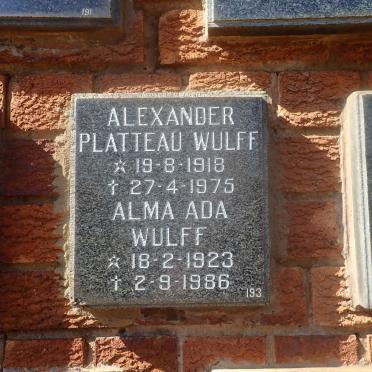 191
ALEXANDER
PLATTEAU WULFF
☆ 19-8-1918
✝ 27-4-1975
ALMA ADA
WULFF
☆ 18-2-1923
✝ 2-9-1986
193